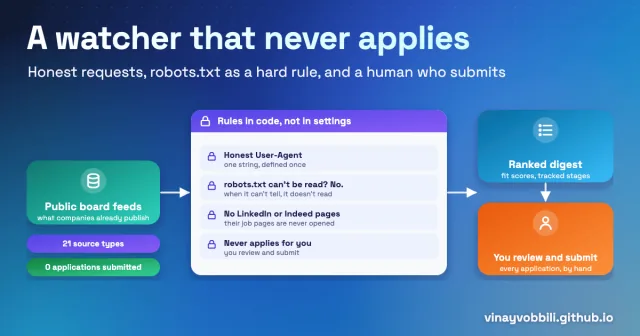 A watcher that never applies
Honest requests, robots.txt as a hard rule, and a human who submits
Public board feeds
what companies already publish
21 source types
0 applications submitted
Rules in code, not in settings
Honest User-Agent
one string, defined once
robots.txt can't be read? No.
when it can't tell, it doesn't read
No LinkedIn or Indeed pages
their job pages are never opened
Never applies for you
you review and submit
Ranked digest
fit scores, tracked stages
You review and submit
every application, by hand
vinayvobbili.github.io